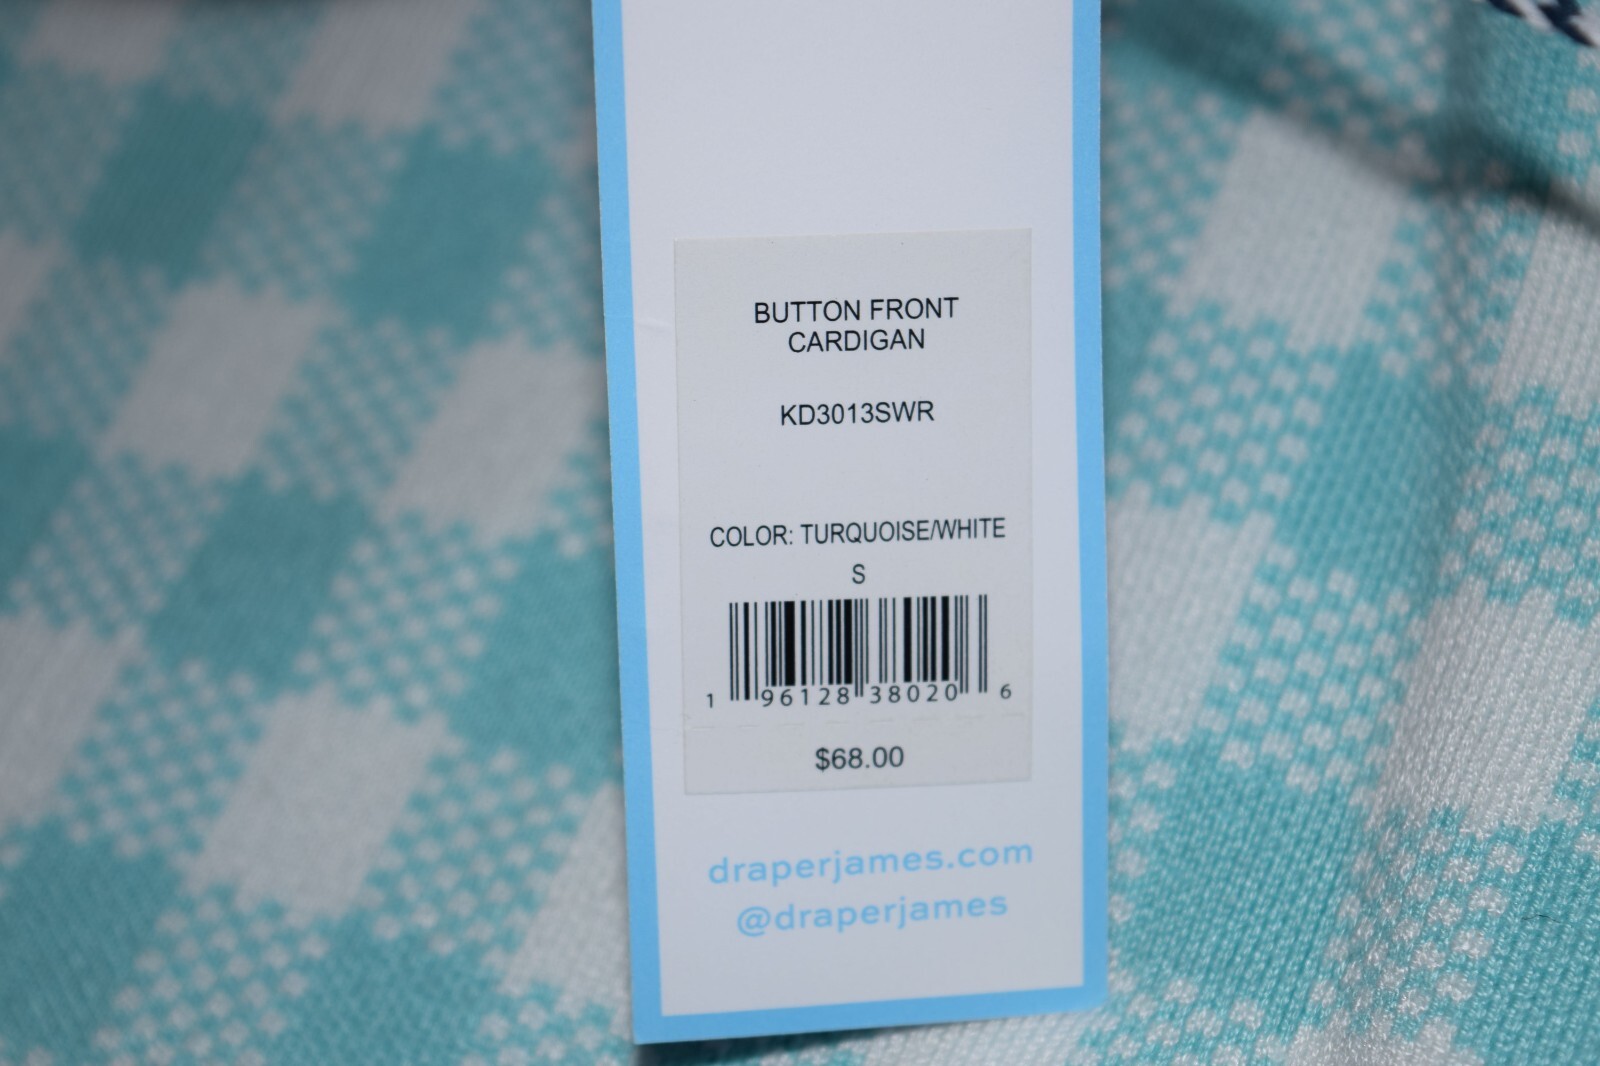 BUTTON FRONT
CARDIGAN
KD3013SWR
COLOR: TURQUOISE/WHITE
S
1 96128 38020 6
$68.00
draperjames.com
@draperjames